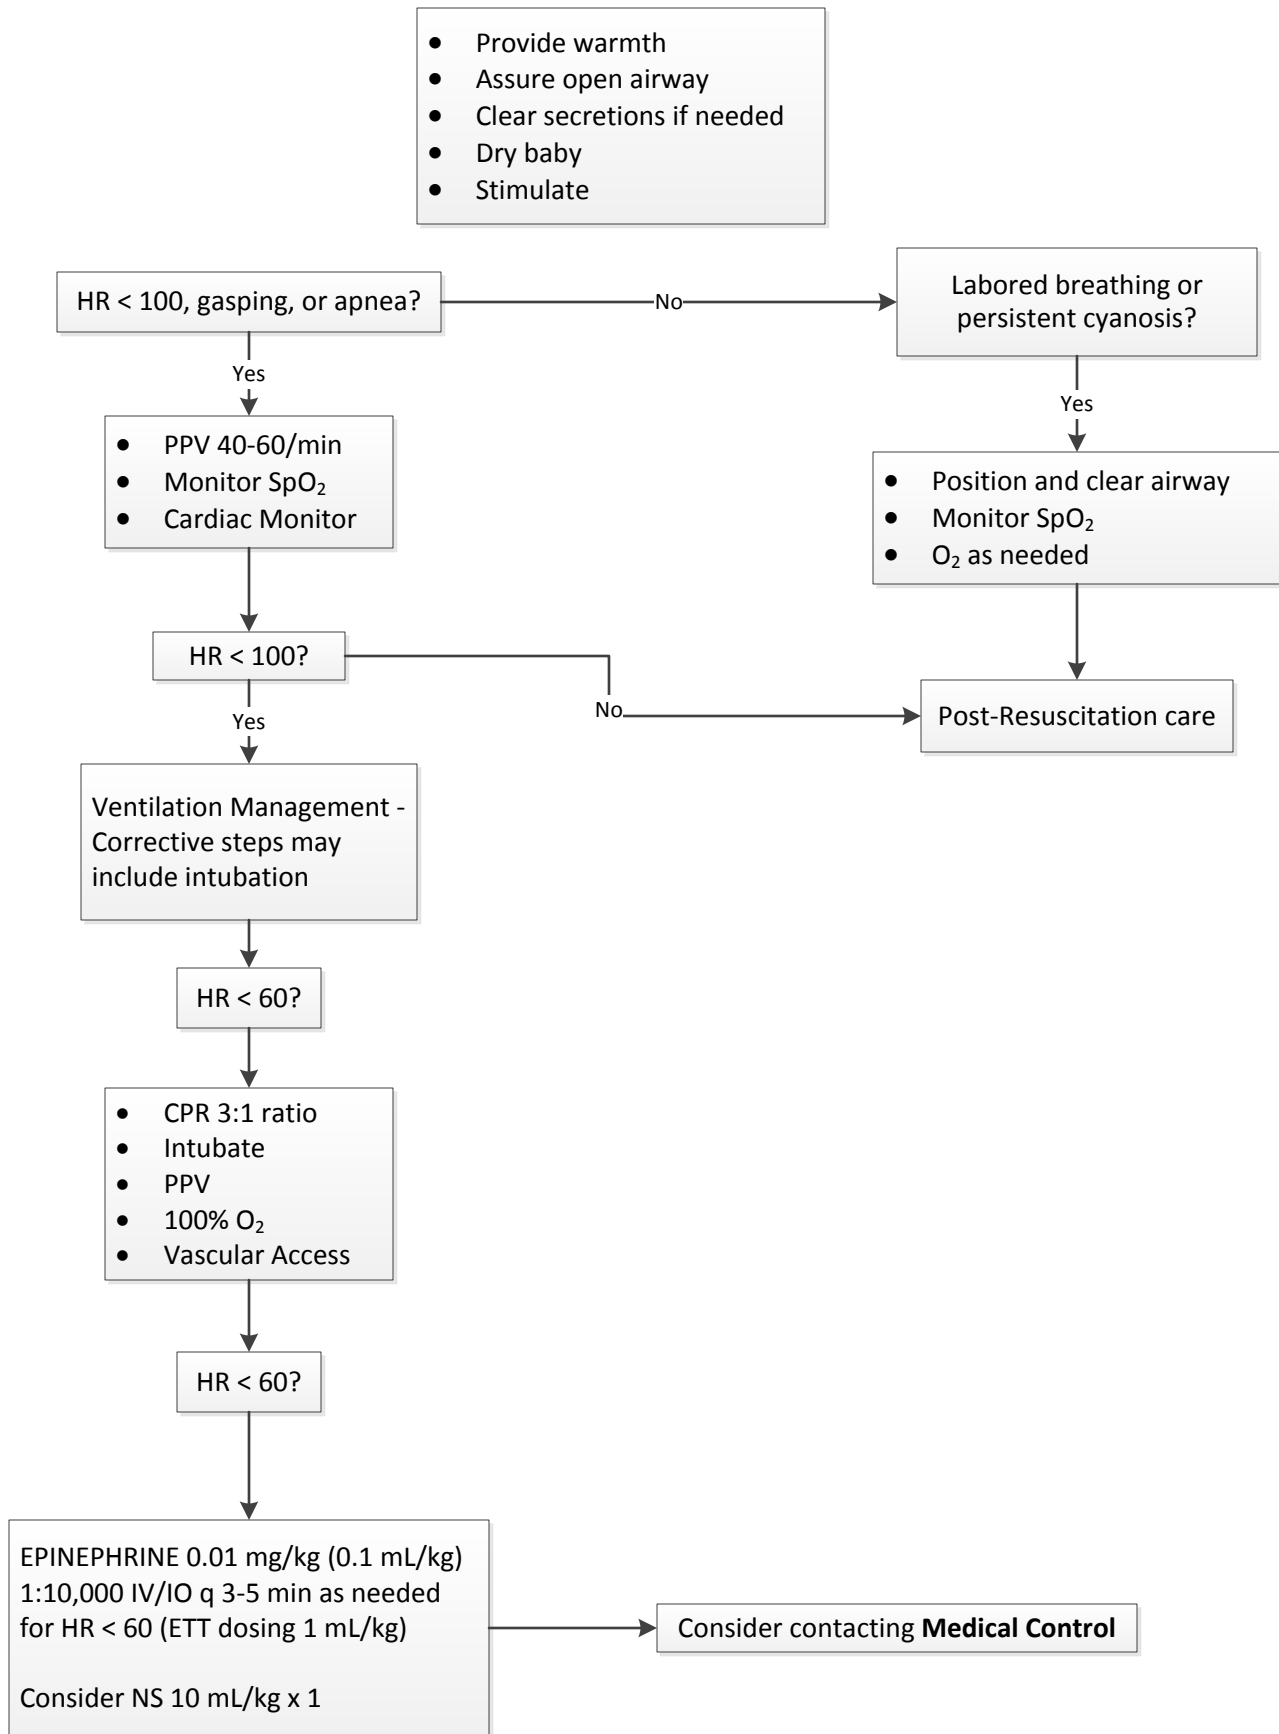 • Provide warmth
• Assure open airway
• Clear secretions if needed
• Dry baby
• Stimulate
HR < 100, gasping, or apnea?
No
Labored breathing or
persistent cyanosis?
Yes
Yes
• PPV 40-60/min
• Monitor SpO₂
• Cardiac Monitor
• Position and clear airway
• Monitor SpO₂
• O₂ as needed
HR < 100?
No
Yes
Post-Resuscitation care
Ventilation Management -
Corrective steps may
include intubation
HR < 60?
• CPR 3:1 ratio
• Intubate
• PPV
• 100% O₂
• Vascular Access
HR < 60?
EPINEPHRINE 0.01 mg/kg (0.1 mL/kg)
1:10,000 IV/IO q 3-5 min as needed
for HR < 60 (ETT dosing 1 mL/kg)
Consider NS 10 mL/kg x 1
Consider contacting Medical Control